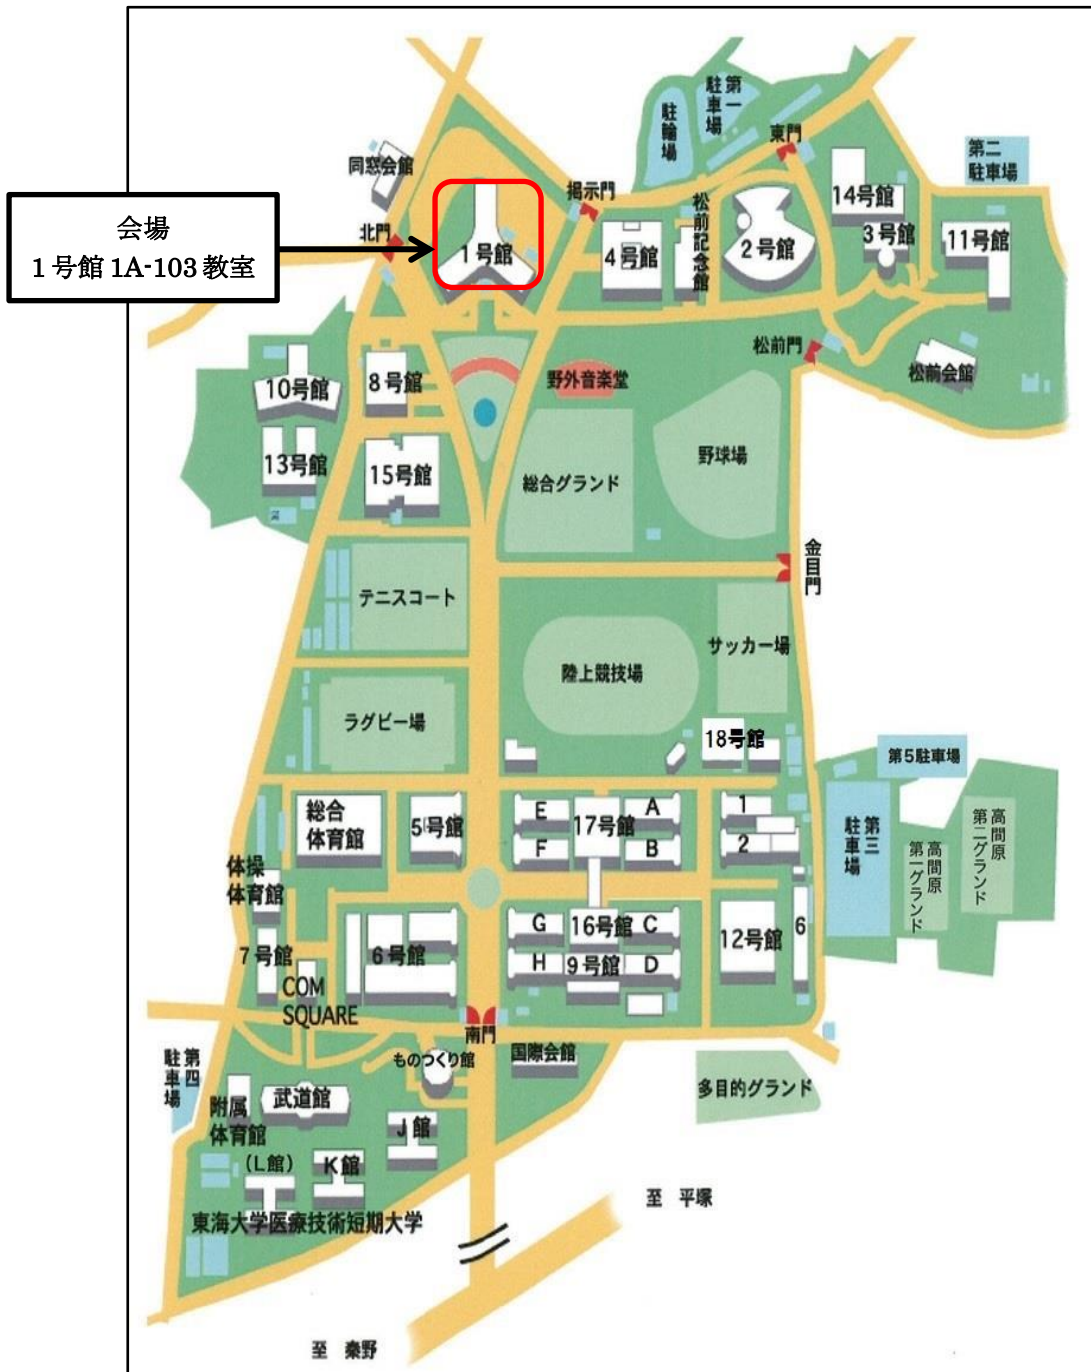 会場
1号館 1A-103教室
同窓会館
北門
1号館
掲示門
駐輪場
第一
駐車場
東門
第二
駐車場
松前記念館
4号館
2号館
14号館
3号館
11号館
10号館
8号館
野外音楽堂
松前門
松前会館
13号館
15号館
総合グランド
野球場
金目門
テニスコート
陸上競技場
サッカー場
ラグビー場
18号館
第5駐車場
総合
体育館
5号館
E
17号館
A
1
F
B
2
第三
駐車場
高間原
第一グランド
高間原
第二グランド
体操
体育館
7号館
6号館
G
16号館
C
12号館
6
H
9号館
D
COM
SQUARE
南門
ものつくり館
国際会館
第四
駐車場
附属
体育館
(L館)
武道館
J館
K館
多目的グランド
東海大学医療技術短期大学
至 平塚
至 秦野